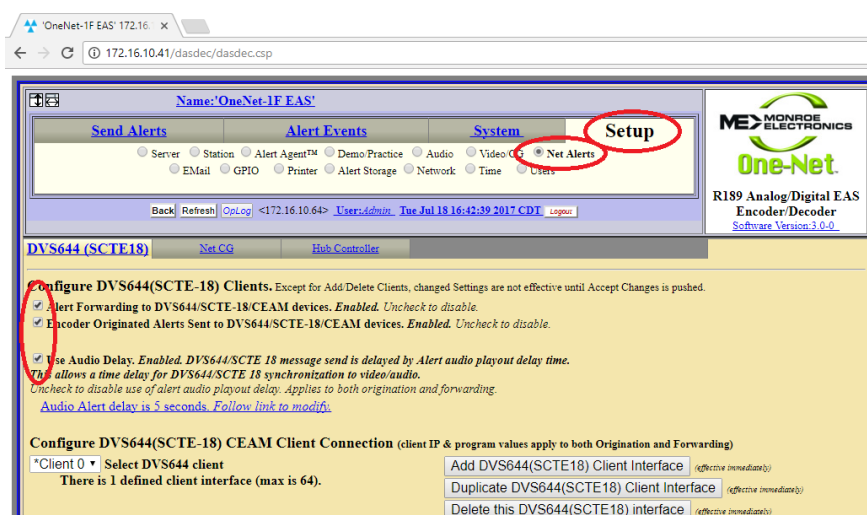 'OneNet-1F EAS' 172.16.
172.16.10.41/dasdec/dasdec.csp
Name:'OneNet-1F EAS'
Send Alerts Alert Events System Setup
Server Station Alert Agent™ Demo/Practice Audio Video/CG Net Alerts
EMail GPIO Printer Alert Storage Network Time Users
Back Refresh OpLog <172.16.10.64> User:Admin Tue Jul 18 16:42:39 2017 CDT Logout
MONROE
ELECTRONICS
One-Net
R189 Analog/Digital EAS
Encoder/Decoder
Software Version:3.0-0
DVS644 (SCTE18) Net CG Hub Controller
Configure DVS644(SCTE-18) Clients. Except for Add/Delete Clients, changed Settings are not effective until Accept Changes is pushed.
Alert Forwarding to DVS644/SCTE-18/CEAM devices. Enabled. Uncheck to disable.
Encoder Originated Alerts Sent to DVS644/SCTE-18/CEAM devices. Enabled. Uncheck to disable.
Use Audio Delay. Enabled. DVS644/SCTE 18 message send is delayed by Alert audio playout delay time.
This allows a time delay for DVS644/SCTE 18 synchronization to video/audio.
Uncheck to disable use of alert audio playout delay. Applies to both origination and forwarding.
Audio Alert delay is 5 seconds. Follow link to modify.
Configure DVS644(SCTE-18) CEAM Client Connection (client IP & program values apply to both Origination and Forwarding)
*Client 0 Select DVS644 client
There is 1 defined client interface (max is 64).
Add DVS644(SCTE18) Client Interface (effective immediately)
Duplicate DVS644(SCTE18) Client Interface (effective immediately)
Delete this DVS644(SCTE18) interface (effective immediately)